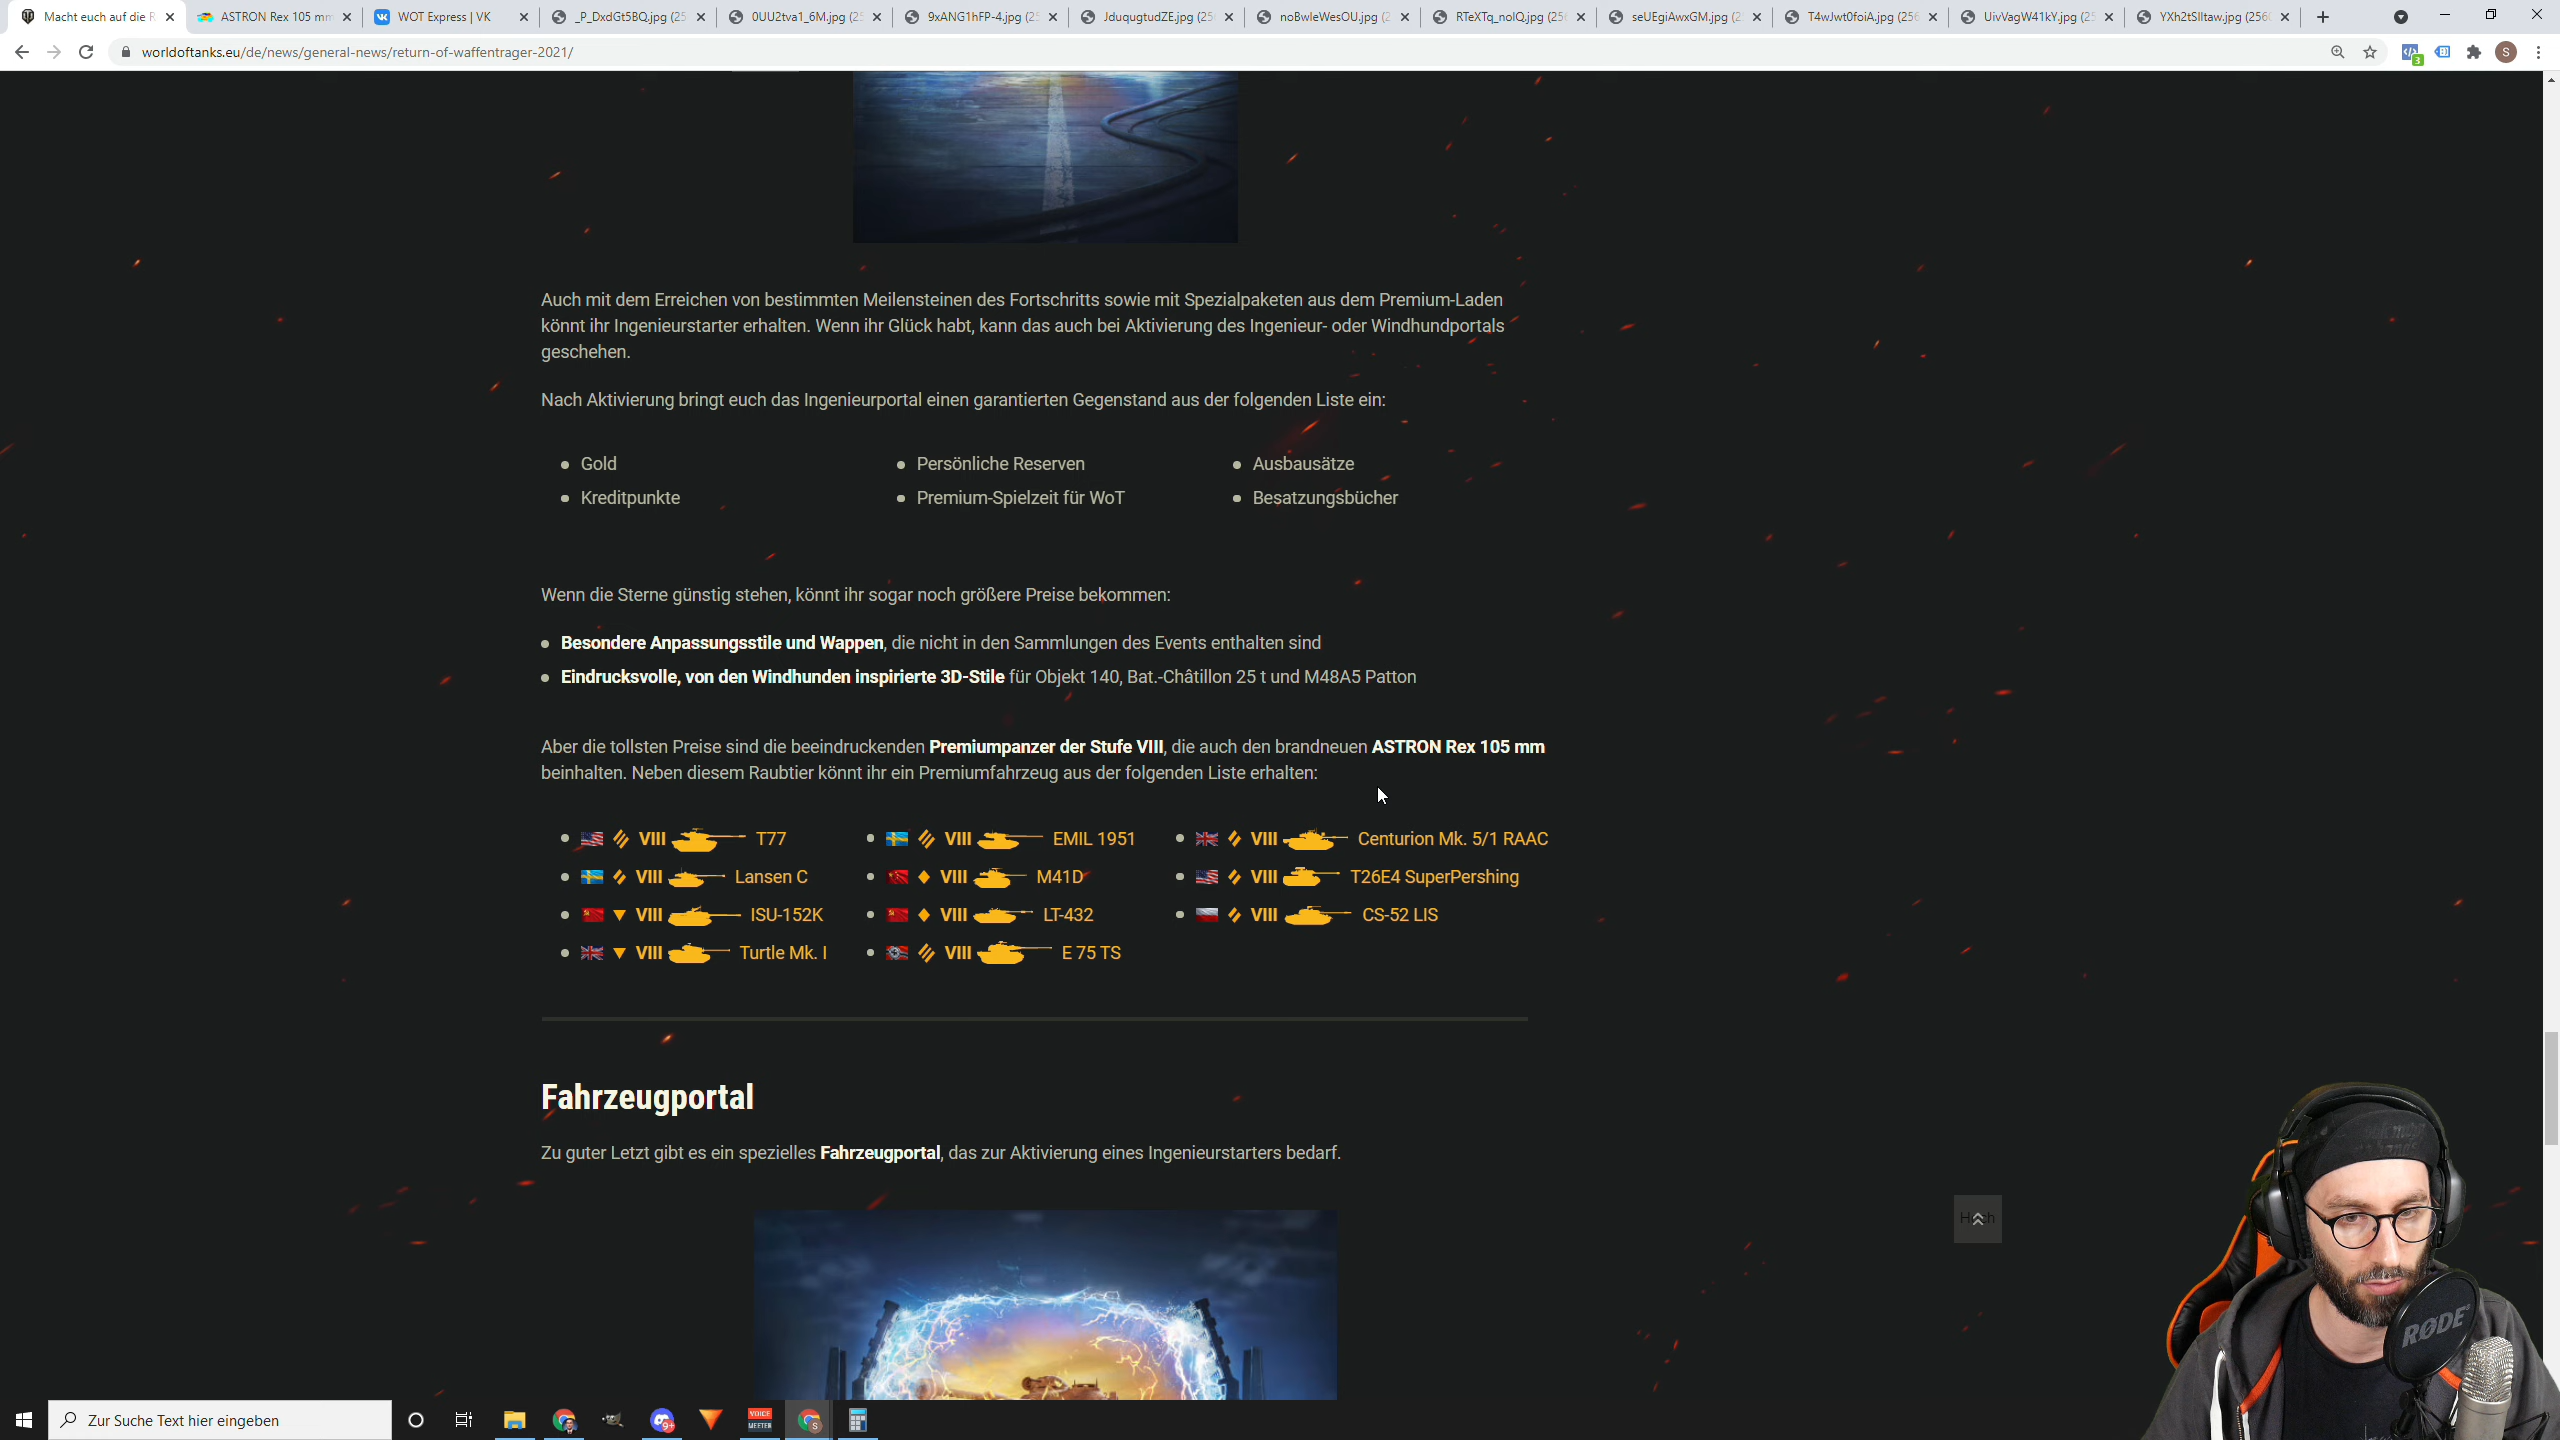 Macht euch auf die R
ASTRON Rex 105 mm
WOT Express | VK
_P_DxdGt5BQ.jpg (25
0UU2tva1_6M.jpg (25
9xANG1hFP-4.jpg (25
JduqugtudZE.jpg (25
noBwleWesOU.jpg (2
RTeXTq_nolQ.jpg (256
seUEgiAwxGM.jpg (2
T4wJwt0foiA.jpg (256
UivVagW41kY.jpg (25
YXh2tSlltaw.jpg (256
worldoftanks.eu/de/news/general-news/return-of-waffentrager-2021/
3
S
Auch mit dem Erreichen von bestimmten Meilensteinen des Fortschritts sowie mit Spezialpaketen aus dem Premium-Laden
könnt ihr Ingenieurstarter erhalten. Wenn ihr Glück habt, kann das auch bei Aktivierung des Ingenieur- oder Windhundportals
geschehen.
Nach Aktivierung bringt euch das Ingenieurportal einen garantierten Gegenstand aus der folgenden Liste ein:
Gold
Persönliche Reserven
Ausbausätze
Kreditpunkte
Premium-Spielzeit für WoT
Besatzungsbücher
Wenn die Sterne günstig stehen, könnt ihr sogar noch größere Preise bekommen:
Besondere Anpassungsstile und Wappen, die nicht in den Sammlungen des Events enthalten sind
Eindrucksvolle, von den Windhunden inspirierte 3D-Stile für Objekt 140, Bat.-Châtillon 25 t und M48A5 Patton
Aber die tollsten Preise sind die beeindruckenden Premiumpanzer der Stufe VIII, die auch den brandneuen ASTRON Rex 105 mm
beinhalten. Neben diesem Raubtier könnt ihr ein Premiumfahrzeug aus der folgenden Liste erhalten:
VIII T77
VIII EMIL 1951
VIII Centurion Mk. 5/1 RAAC
VIII Lansen C
VIII M41D
VIII T26E4 SuperPershing
VIII ISU-152K
VIII LT-432
VIII CS-52 LIS
VIII Turtle Mk. I
VIII E 75 TS
Fahrzeugportal
Zu guter Letzt gibt es ein spezielles Fahrzeugportal, das zur Aktivierung eines Ingenieurstarters bedarf.
RØDE
Zur Suche Text hier eingeben
9+
VOICE
MEETER
S